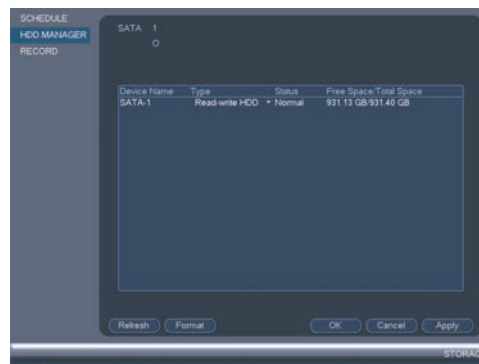 SCHEDULE
HDD MANAGER
RECORD
SATA 1
O
Device Name Type Status Free Space/Total Space
SATA-1 Read-write HDD Normal 931.13 GB/931.40 GB
Refresh Format OK Cancel Apply
STORAG